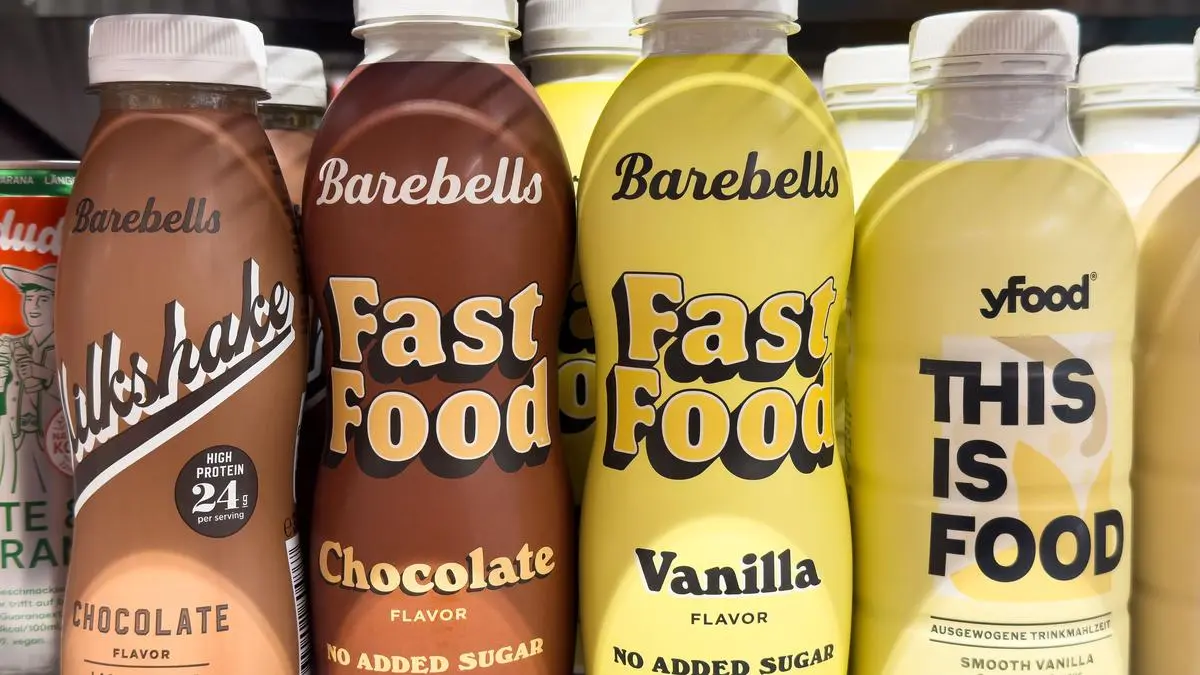 Barebells
Milkshake
HIGH
PROTEIN
24g
per serving
CHOCOLATE
FLAVOR
Barebells
Fast
Food
Chocolate
FLAVOR
NO ADDED SUGAR
Barebells
Fast
Food
Vanilla
FLAVOR
NO ADDED SUGAR
yfood®
THIS
IS
FOOD
AUSGEWOGENE TRINKMAHLZEIT
SMOOTH VANILLA